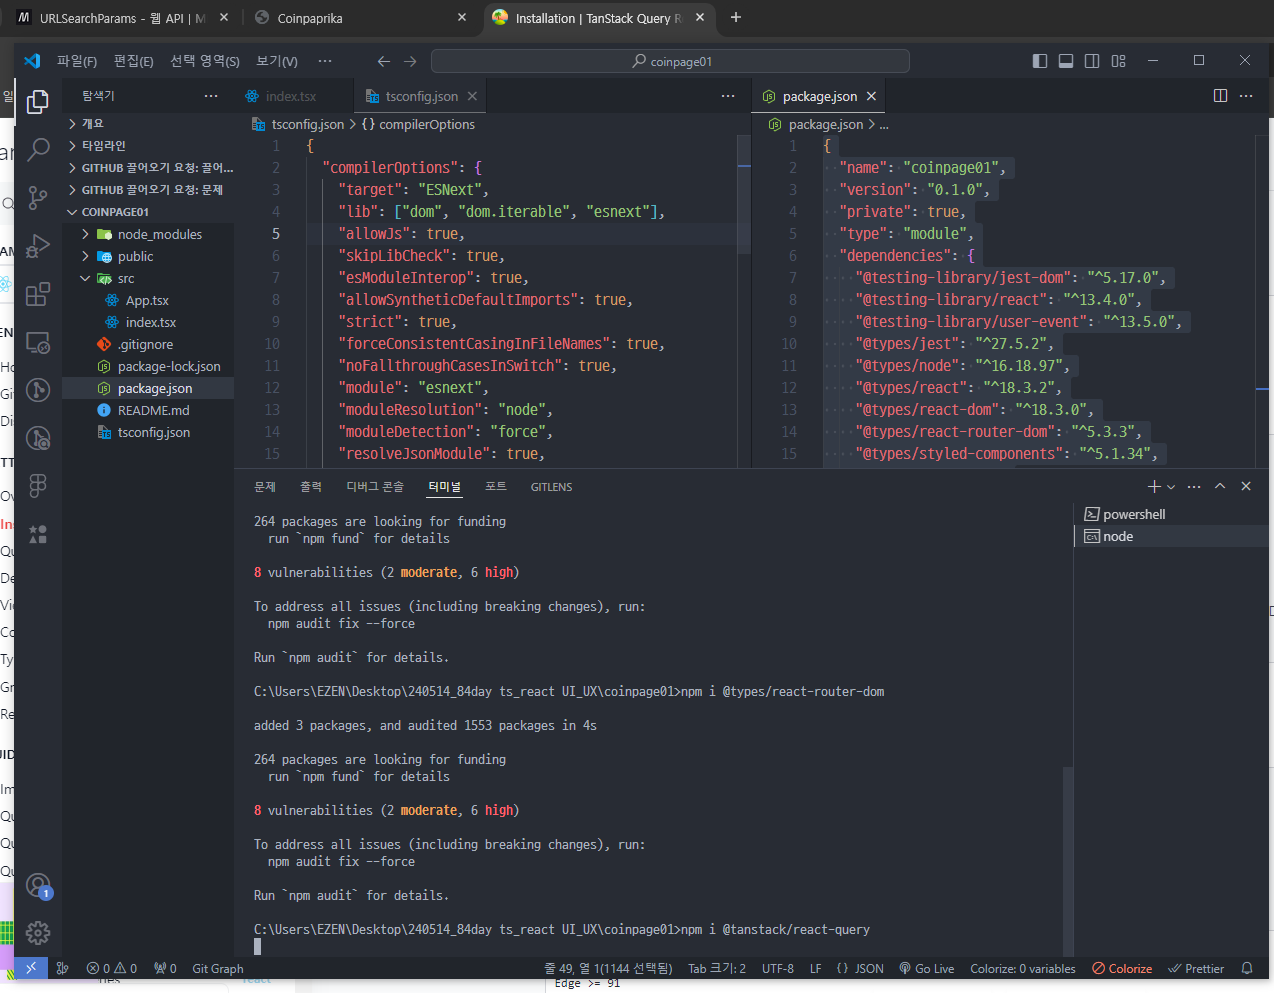 URLSearchParams - 웹 API | M
Coinpaprika
Installation | TanStack Query R
파일(F) 편집(E) 선택 영역(S) 보기(V) ···
coinpage01
탐색기 ···
개요
타임라인
GITHUB 끌어오기 요청: 끌어...
GITHUB 끌어오기 요청: 문제
COINPAGE01
node_modules
public
src
App.tsx
index.tsx
.gitignore
package-lock.json
package.json
README.md
tsconfig.json
index.tsx
tsconfig.json
tsconfig.json > {} compilerOptions
1 {
2 "compilerOptions": {
3 "target": "ESNext",
4 "lib": ["dom", "dom.iterable", "esnext"],
5 "allowJs": true,
6 "skipLibCheck": true,
7 "esModuleInterop": true,
8 "allowSyntheticDefaultImports": true,
9 "strict": true,
10 "forceConsistentCasingInFileNames": true,
11 "noFallthroughCasesInSwitch": true,
12 "module": "esnext",
13 "moduleResolution": "node",
14 "moduleDetection": "force",
15 "resolveJsonModule": true,
package.json
package.json > ...
1 {
2 "name": "coinpage01",
3 "version": "0.1.0",
4 "private": true,
5 "type": "module",
6 "dependencies": {
7 "@testing-library/jest-dom": "^5.17.0",
8 "@testing-library/react": "^13.4.0",
9 "@testing-library/user-event": "^13.5.0",
10 "@types/jest": "^27.5.2",
11 "@types/node": "^16.18.97",
12 "@types/react": "^18.3.2",
13 "@types/react-dom": "^18.3.0",
14 "@types/react-router-dom": "^5.3.3",
15 "@types/styled-components": "^5.1.34",
문제 출력 디버그 콘솔 터미널 포트 GITLENS
powershell
node
264 packages are looking for funding
run `npm fund` for details
8 vulnerabilities (2 moderate, 6 high)
To address all issues (including breaking changes), run:
npm audit fix --force
Run `npm audit` for details.
C:\Users\EZEN\Desktop\240514_84day ts_react UI_UX\coinpage01>npm i @types/react-router-dom
added 3 packages, and audited 1553 packages in 4s
264 packages are looking for funding
run `npm fund` for details
8 vulnerabilities (2 moderate, 6 high)
To address all issues (including breaking changes), run:
npm audit fix --force
Run `npm audit` for details.
C:\Users\EZEN\Desktop\240514_84day ts_react UI_UX\coinpage01>npm i @tanstack/react-query
1
0 0 0 Git Graph 줄 49, 열 1(1144 선택됨) Tab 크기: 2 UTF-8 LF {} JSON Go Live Colorize: 0 variables Colorize Prettier
Edge >= 91